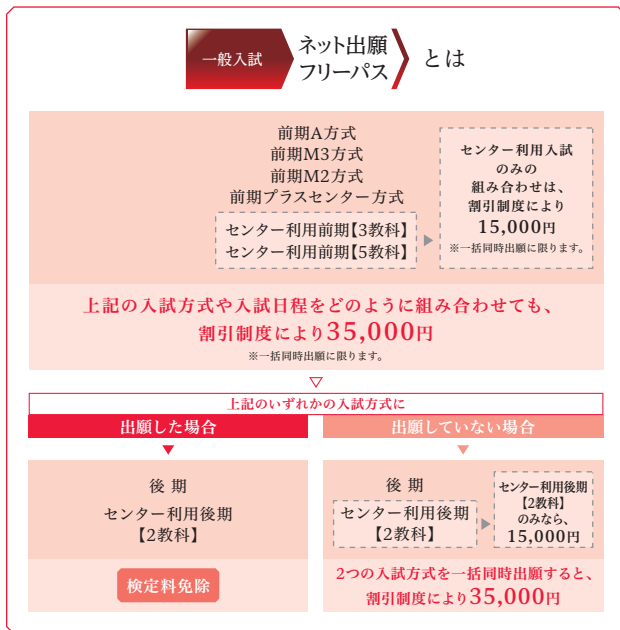 一般入試
ネット出願
フリーパス
とは
前期A方式
前期M3方式
前期M2方式
前期プラスセンター方式
センター利用前期【3教科】
センター利用前期【5教科】
センター利用入試
のみの
組み合わせは、
割引制度により
15,000円
※一括同時出願に限ります。
上記の入試方式や入試日程をどのように組み合わせても、
割引制度により35,000円
※一括同時出願に限ります。
上記のいずれかの入試方式に
出願した場合
後 期
センター利用後期
【2教科】
検定料免除
出願していない場合
後 期
センター利用後期
【2教科】
センター利用後期
【2教科】
のみなら、
15,000円
2つの入試方式を一括同時出願すると、
割引制度により35,000円